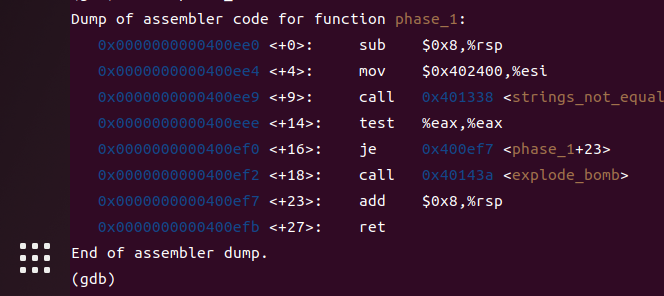 Dump of assembler code for function phase_1:
0x0000000000400ee0 <+0>: sub $0x8,%rsp
0x0000000000400ee4 <+4>: mov $0x402400,%esi
0x0000000000400ee9 <+9>: call 0x401338 <strings_not_equal
0x0000000000400eee <+14>: test %eax,%eax
0x0000000000400ef0 <+16>: je 0x400ef7 <phase_1+23>
0x0000000000400ef2 <+18>: call 0x40143a <explode_bomb>
0x0000000000400ef7 <+23>: add $0x8,%rsp
0x0000000000400efb <+27>: ret
End of assembler dump.
(gdb)